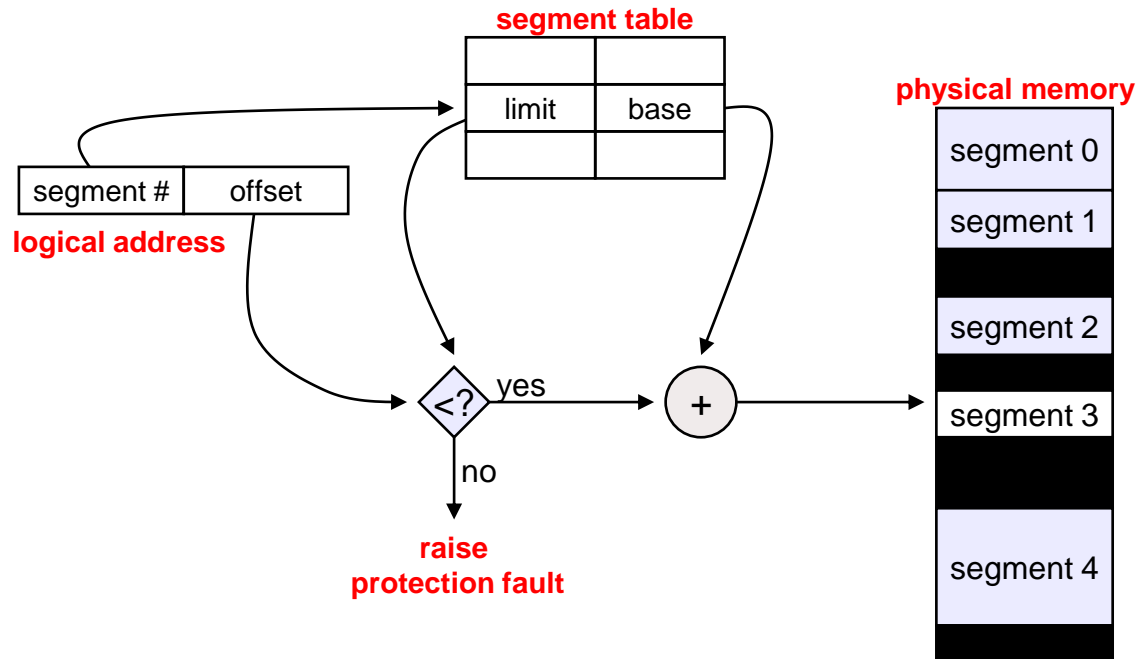 segment table
limit base
physical memory
segment 0
segment # offset
segment 1
logical address
segment 2
<?
yes
+
segment 3
no
raise
protection fault
segment 4